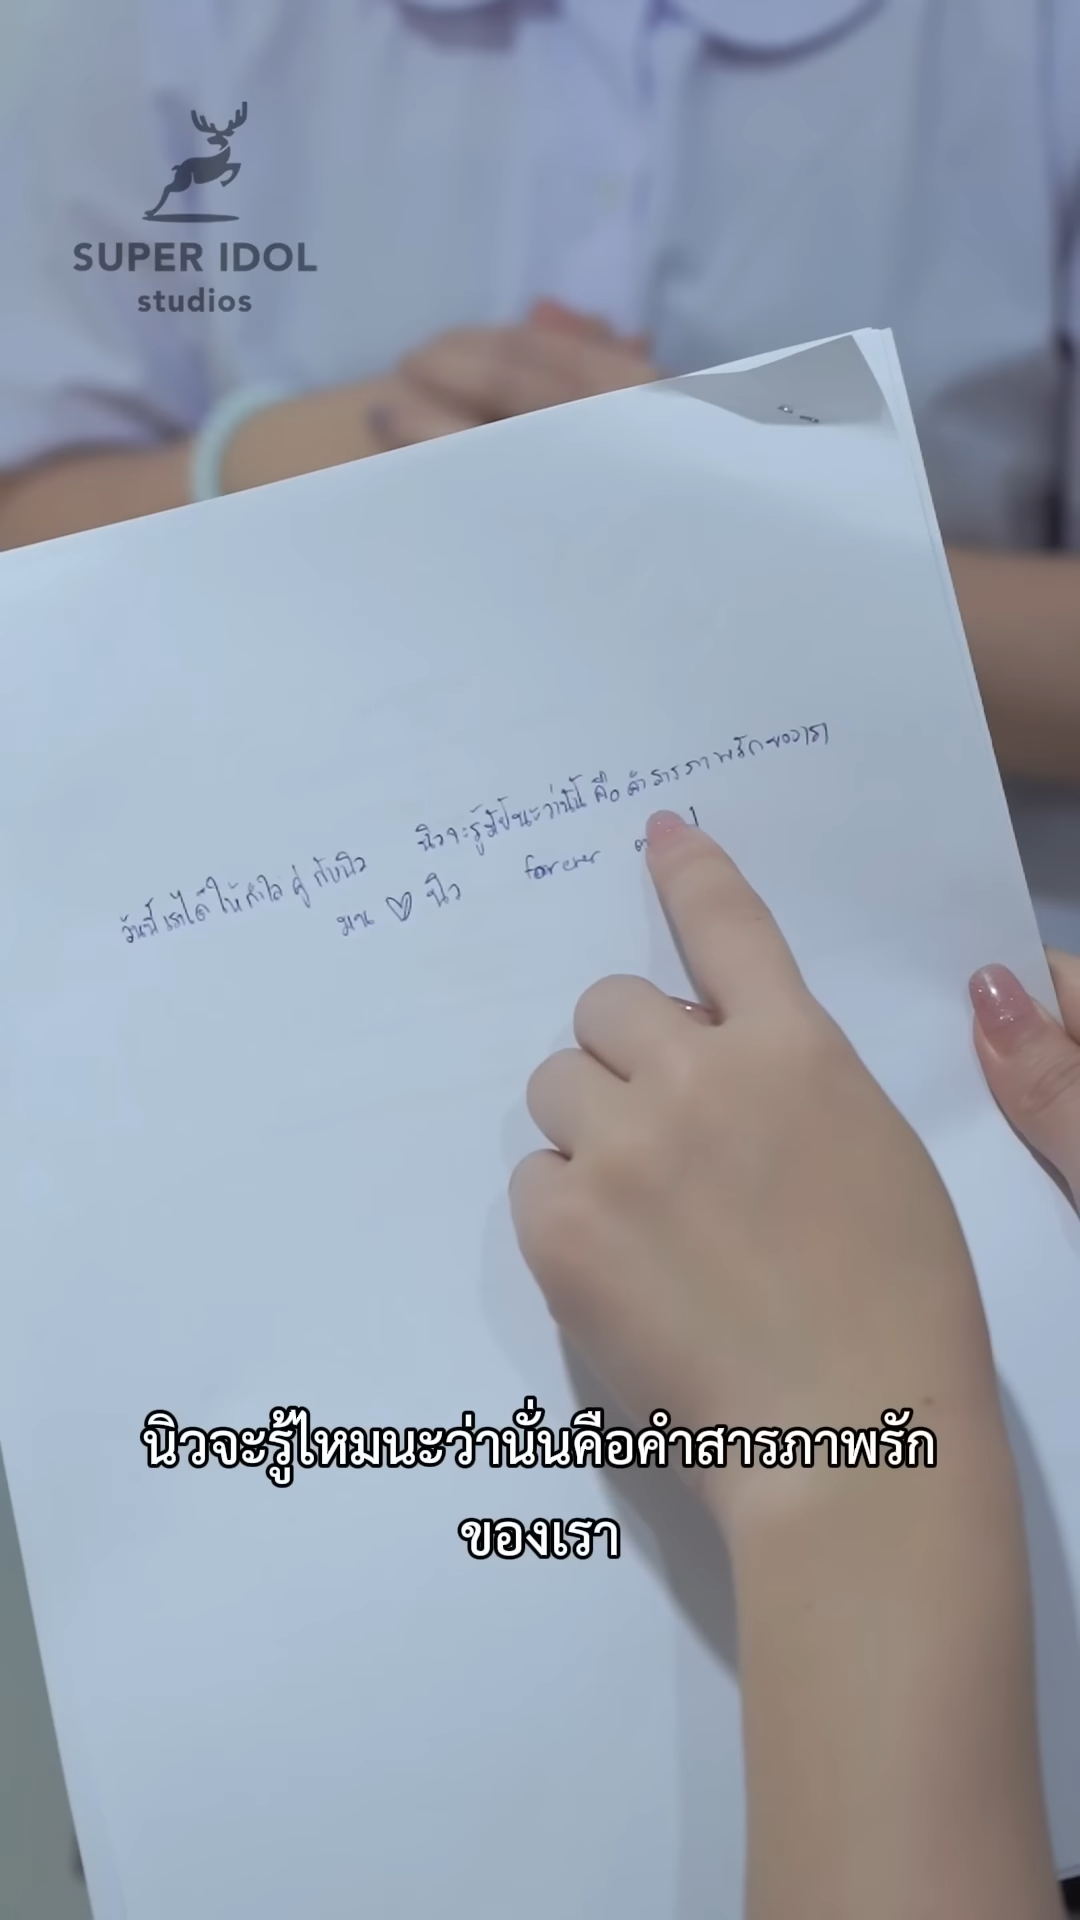 SUPER IDOL
studios
วันนี้เราได้ให้กำไล คู่ กับนิว นิวจะรู้มั้ยนะว่านั่น คือ คำสารภาพรักของเรา
มาน ♡ นิว forever
นิวจะรู้ไหมนะว่านั่นคือคำสารภาพรัก
ของเรา